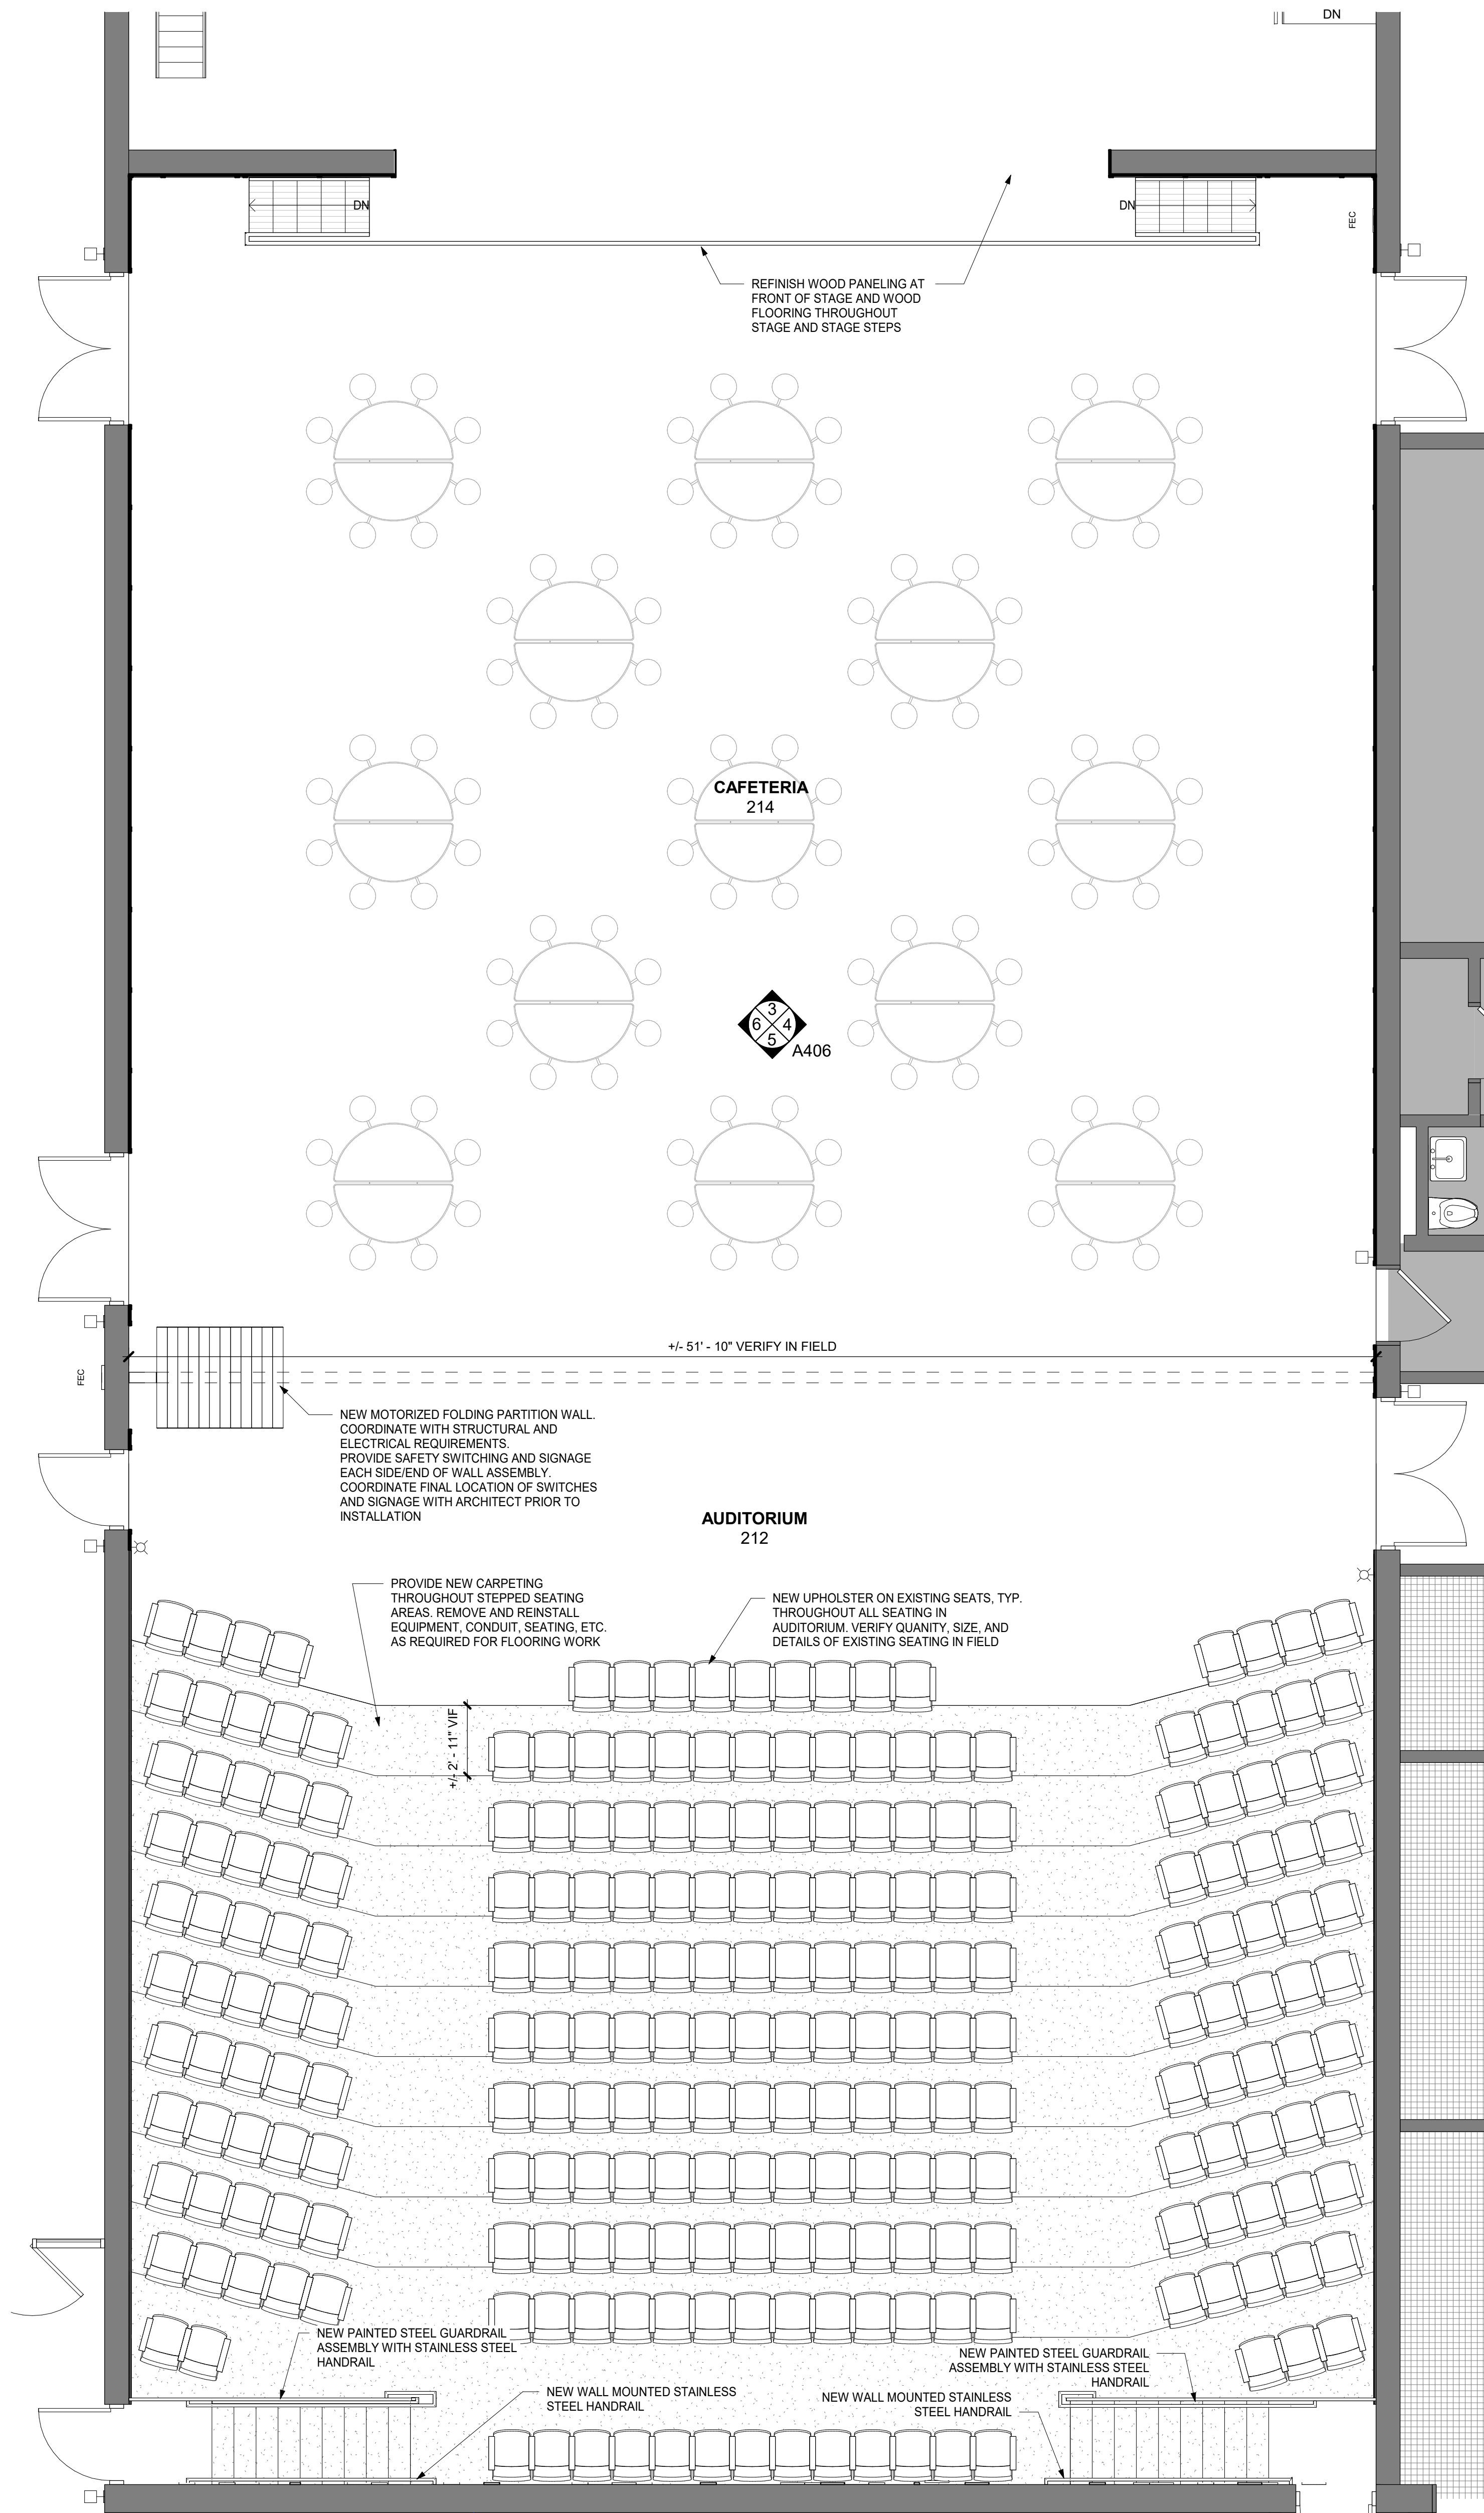 DN
DN
DN
FEC
REFINISH WOOD PANELING AT
FRONT OF STAGE AND WOOD
FLOORING THROUGHOUT
STAGE AND STAGE STEPS
CAFETERIA
214
3
6
4
5
A406
+/- 51' - 10" VERIFY IN FIELD
FEC
NEW MOTORIZED FOLDING PARTITION WALL.
COORDINATE WITH STRUCTURAL AND
ELECTRICAL REQUIREMENTS.
PROVIDE SAFETY SWITCHING AND SIGNAGE
EACH SIDE/END OF WALL ASSEMBLY.
COORDINATE FINAL LOCATION OF SWITCHES
AND SIGNAGE WITH ARCHITECT PRIOR TO
INSTALLATION
AUDITORIUM
212
PROVIDE NEW CARPETING
THROUGHOUT STEPPED SEATING
AREAS. REMOVE AND REINSTALL
EQUIPMENT, CONDUIT, SEATING, ETC.
AS REQUIRED FOR FLOORING WORK
NEW UPHOLSTER ON EXISTING SEATS, TYP.
THROUGHOUT ALL SEATING IN
AUDITORIUM. VERIFY QUANITY, SIZE, AND
DETAILS OF EXISTING SEATING IN FIELD
+/- 2' - 11" VIF
NEW PAINTED STEEL GUARDRAIL
ASSEMBLY WITH STAINLESS STEEL
HANDRAIL
NEW PAINTED STEEL GUARDRAIL
ASSEMBLY WITH STAINLESS STEEL
HANDRAIL
NEW WALL MOUNTED STAINLESS
STEEL HANDRAIL
NEW WALL MOUNTED STAINLESS
STEEL HANDRAIL